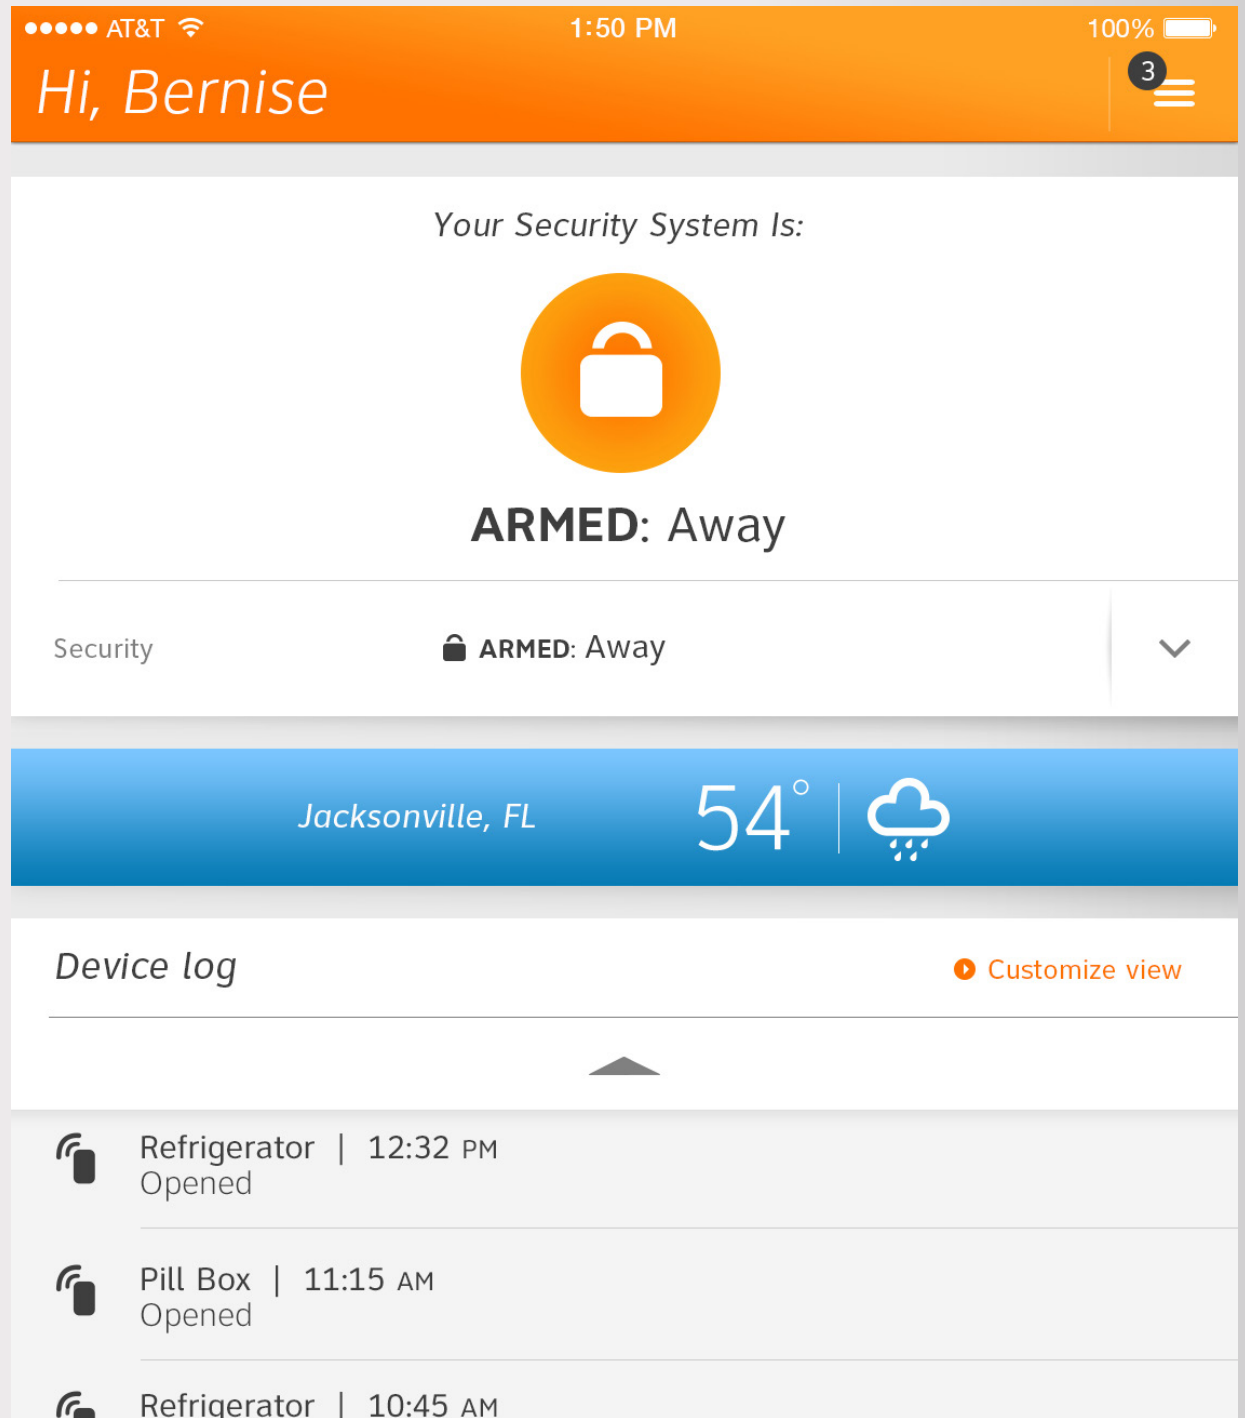 AT&T 1:50 PM 100%
Hi, Bernise 3
Your Security System Is:
ARMED: Away
Security ARMED: Away
Jacksonville, FL 54°
Device log Customize view
Refrigerator | 12:32 PM
Opened
Pill Box | 11:15 AM
Opened
Refrigerator | 10:45 AM